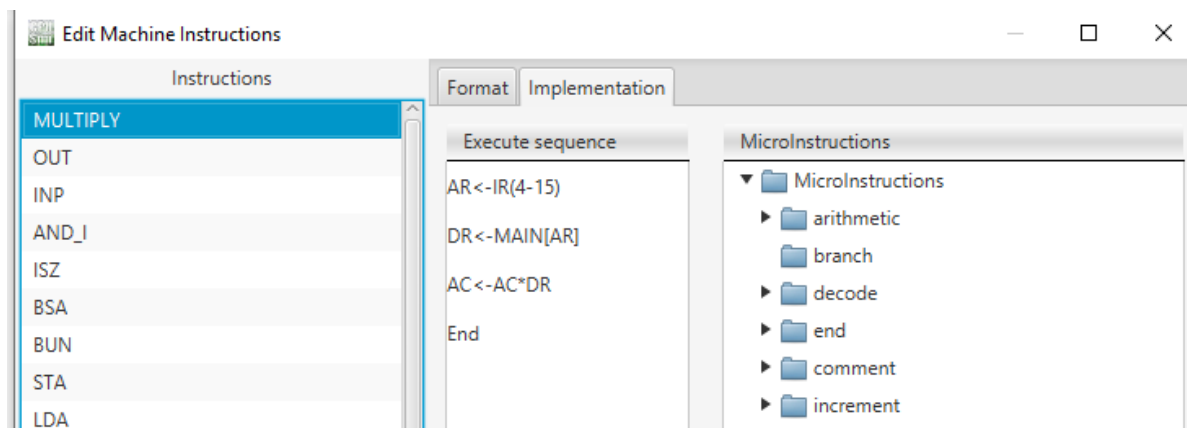 Edit Machine Instructions
Instructions
MULTIPLY
OUT
INP
AND_I
ISZ
BSA
BUN
STA
LDA
Format Implementation
Execute sequence
AR<-IR(4-15)
DR<-MAIN[AR]
AC<-AC*DR
End
MicroInstructions
MicroInstructions
arithmetic
branch
decode
end
comment
increment